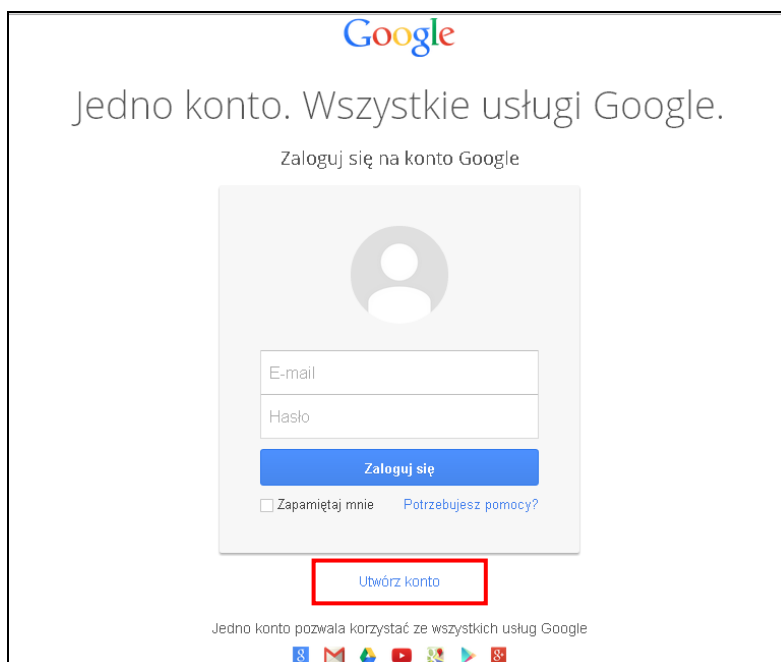 Google
Jedno konto. Wszystkie usługi Google.
Zaloguj się na konto Google
E-mail
Hasło
Zaloguj się
Zapamiętaj mnie Potrzebujesz pomocy?
Utwórz konto
Jedno konto pozwala korzystać ze wszystkich usług Google